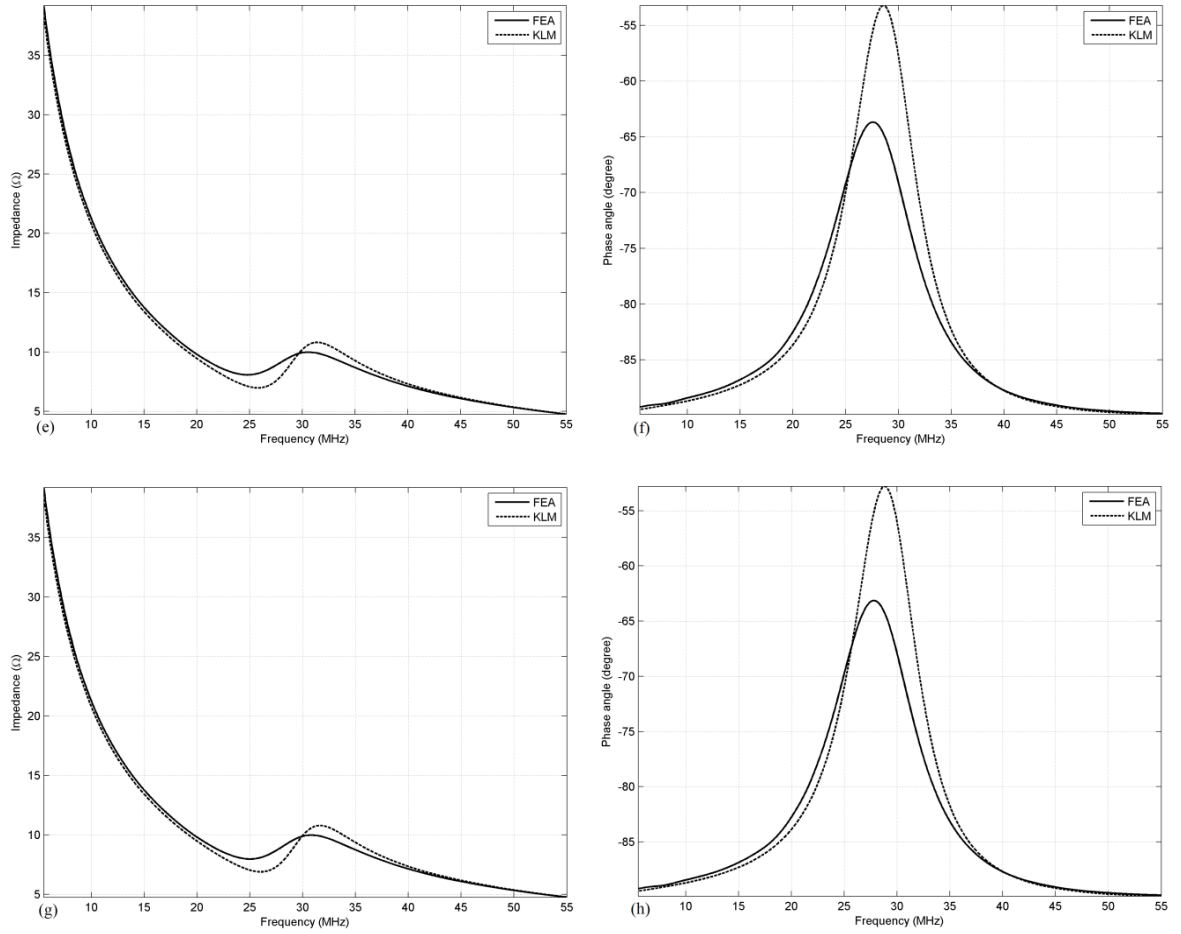 FEA
KLM
35
30
25
20
15
10
5
Impedance (Ω)
10 15 20 25 30 35 40 45 50 55
Frequency (MHz)
(e)
FEA
KLM
-55
-60
-65
-70
-75
-80
-85
Phase angle (degree)
10 15 20 25 30 35 40 45 50 55
Frequency (MHz)
(f)
FEA
KLM
35
30
25
20
15
10
5
Impedance (Ω)
10 15 20 25 30 35 40 45 50 55
Frequency (MHz)
(g)
FEA
KLM
-55
-60
-65
-70
-75
-80
-85
Phase angle (degree)
10 15 20 25 30 35 40 45 50 55
Frequency (MHz)
(h)